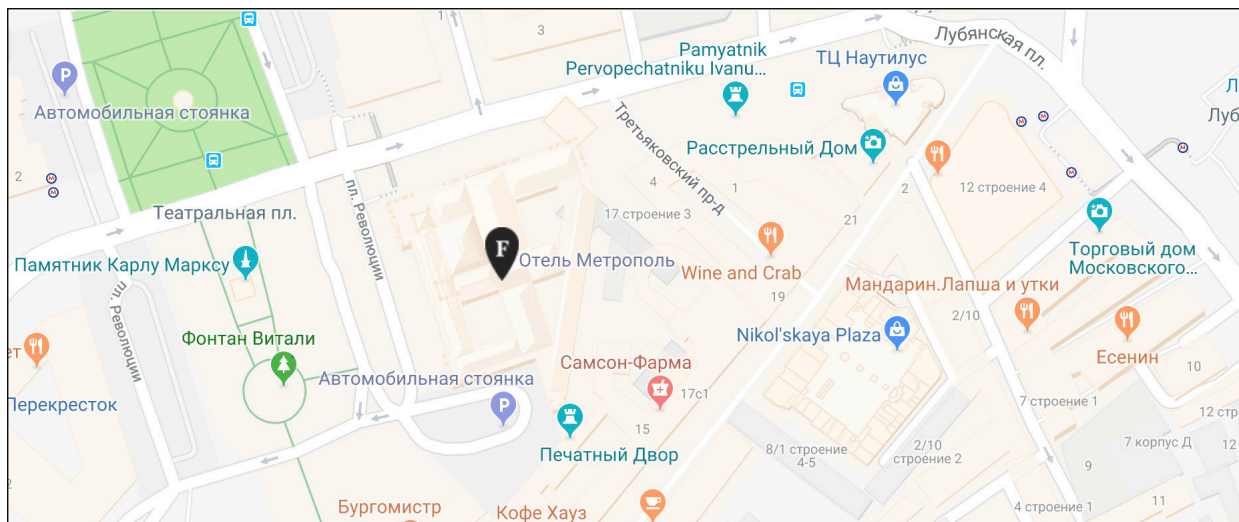 3
Pamyatnik
Pervopechatniku Ivanu...
ТЦ Наутилус
Лубянская пл.
P
Автомобильная стоянка
Третьяковский пр-д
Расстрельный Дом
2
М
М
М
М
М
М
4
1
2
12 строение 4
Театральная пл.
пл. Революции
17 строение 3
21
F
Отель Метрополь
Памятник Карлу Марксу
Wine and Crab
Торговый дом
Московского...
пл. Революции
19
Мандарин.Лапша и утки
2/10
Фонтан Витали
Nikol'skaya Plaza
Есенин
Самсон-Фарма
10
Автомобильная стоянка
P
17с1
Перекресток
7 строение 1
15
Печатный Двор
8/1 строение
4-5
2/10
строение 2
7 корпус Д
12
9
11
Бургомистр
Кофе Хауз
4 строение 1